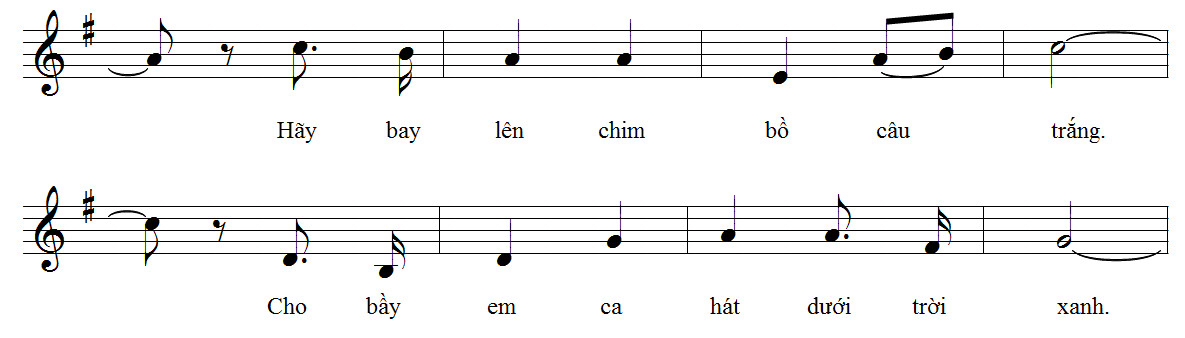 Hãy bay lên chim bồ câu trắng.
Cho bầy em ca hát dưới trời xanh.